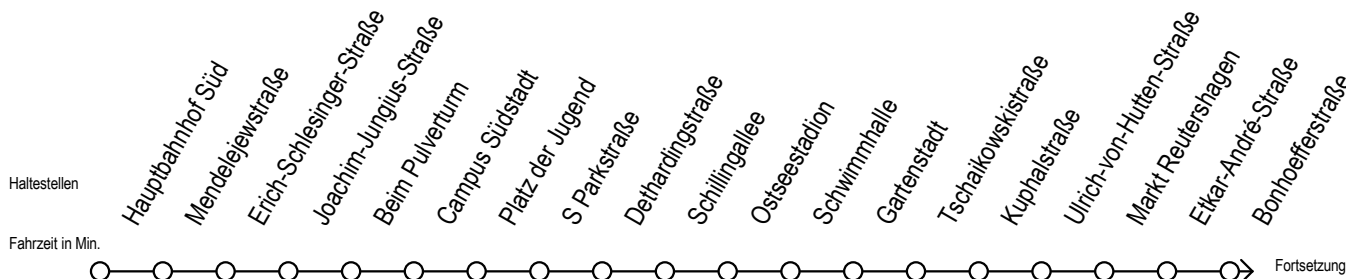 Haltestellen
Hauptbahnhof Süd
Mendelejewstraße
Erich-Schlesinger-Straße
Joachim-Jungius-Straße
Beim Pulverturm
Campus Südstadt
Platz der Jugend
S Parkstraße
Dethardingstraße
Schillingallee
Ostseestadion
Schwimmhalle
Gartenstadt
Tschaikowskistraße
Kuphalstraße
Ulrich-von-Hutten-Straße
Markt Reutershagen
Etkar-André-Straße
Bonhoefferstraße
Fahrzeit in Min.
Fortsetzung